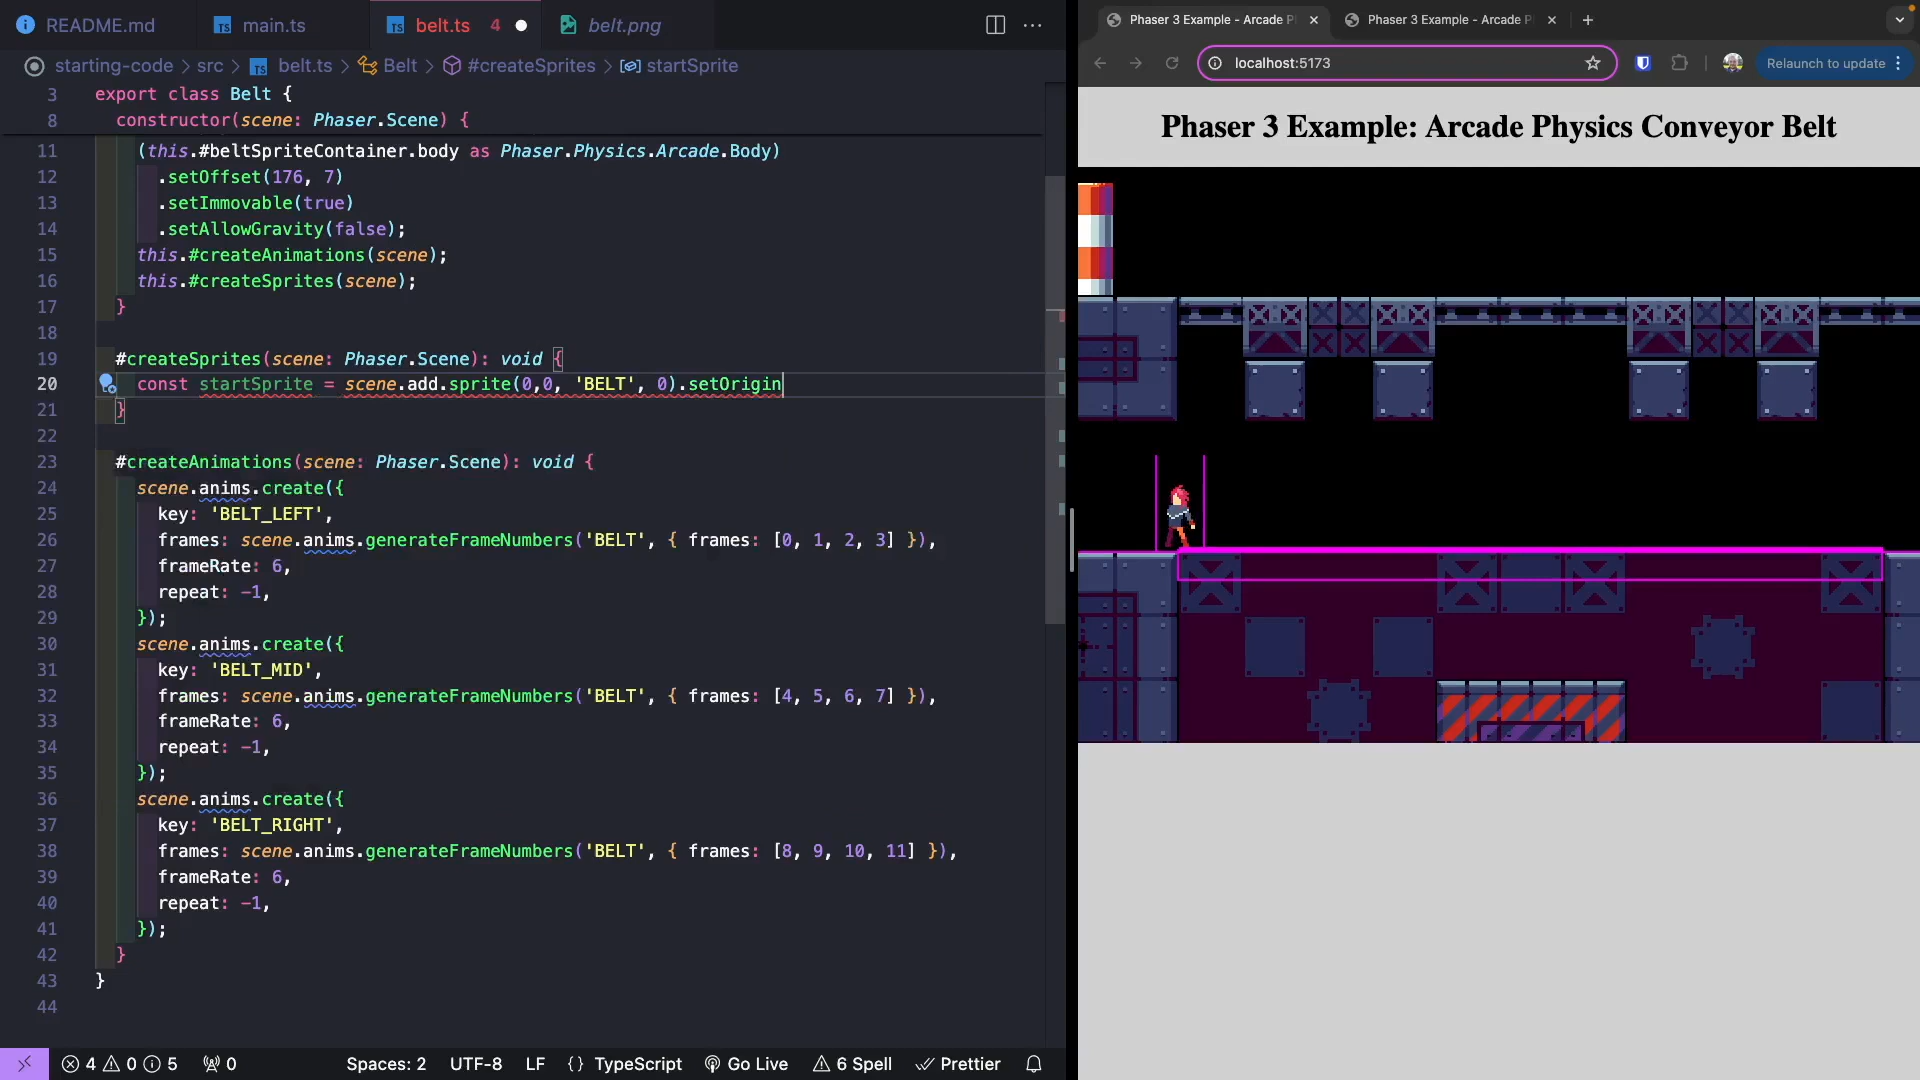 README.md
main.ts
belt.ts 4
belt.png
starting-code > src > belt.ts > Belt > #createSprites > startSprite
3 export class Belt {
8 constructor(scene: Phaser.Scene) {
11 (this.#beltSpriteContainer.body as Phaser.Physics.Arcade.Body)
12 .setOffset(176, 7)
13 .setImmovable(true)
14 .setAllowGravity(false);
15 this.#createAnimations(scene);
16 this.#createSprites(scene);
17 }
18
19 #createSprites(scene: Phaser.Scene): void {
20 const startSprite = scene.add.sprite(0,0, 'BELT', 0).setOrigin
21 }
22
23 #createAnimations(scene: Phaser.Scene): void {
24 scene.anims.create({
25 key: 'BELT_LEFT',
26 frames: scene.anims.generateFrameNumbers('BELT', { frames: [0, 1, 2, 3] }),
27 frameRate: 6,
28 repeat: -1,
29 });
30 scene.anims.create({
31 key: 'BELT_MID',
32 frames: scene.anims.generateFrameNumbers('BELT', { frames: [4, 5, 6, 7] }),
33 frameRate: 6,
34 repeat: -1,
35 });
36 scene.anims.create({
37 key: 'BELT_RIGHT',
38 frames: scene.anims.generateFrameNumbers('BELT', { frames: [8, 9, 10, 11] }),
39 frameRate: 6,
40 repeat: -1,
41 });
42 }
43 }
44
4 0 5 0 Spaces: 2 UTF-8 LF {} TypeScript Go Live 6 Spell Prettier
Phaser 3 Example - Arcade P
Phaser 3 Example - Arcade P
localhost:5173
Relaunch to update
Phaser 3 Example: Arcade Physics Conveyor Belt